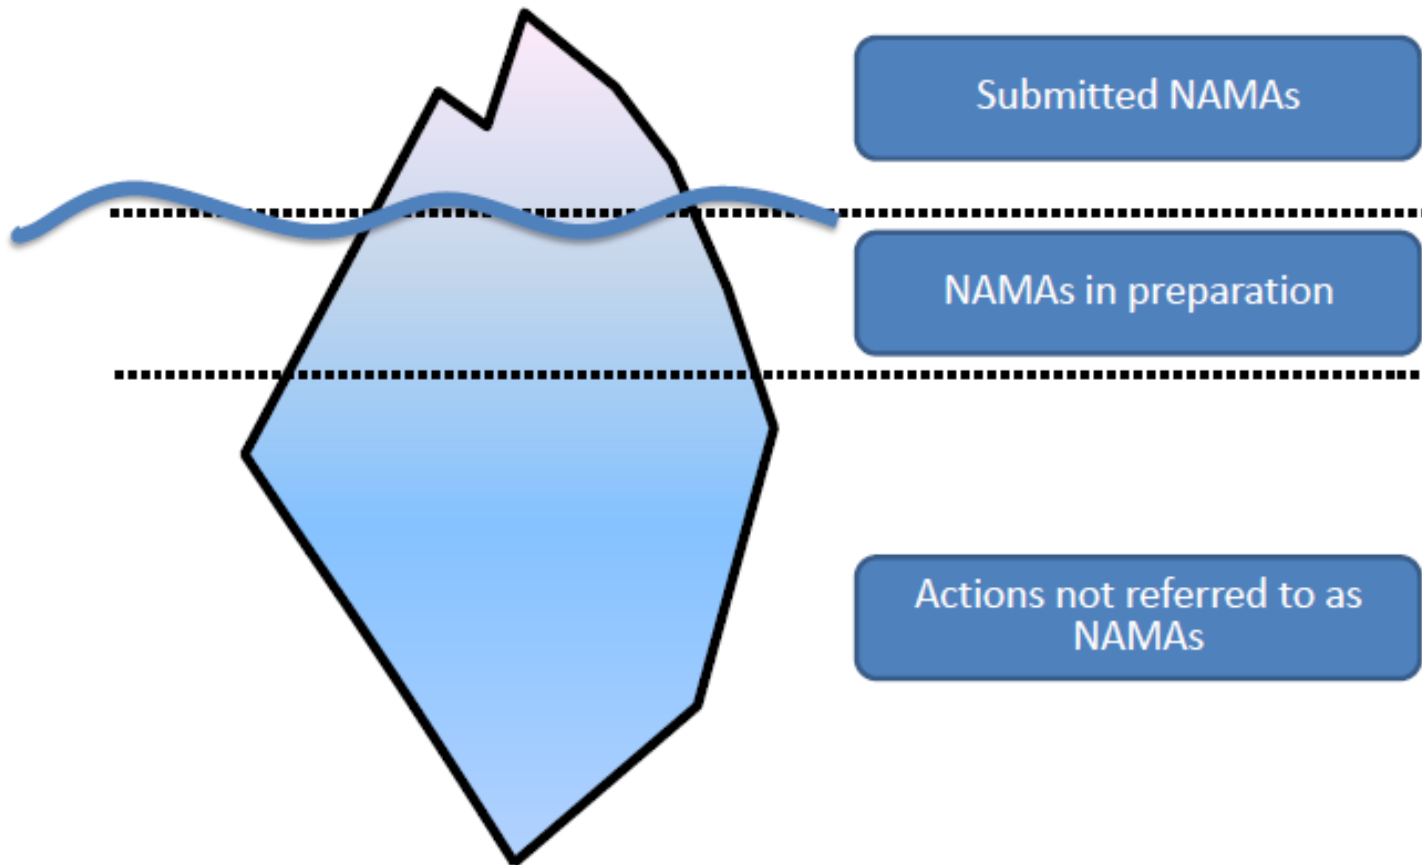 Submitted NAMAs
NAMAs in preparation
Actions not referred to as
NAMAs